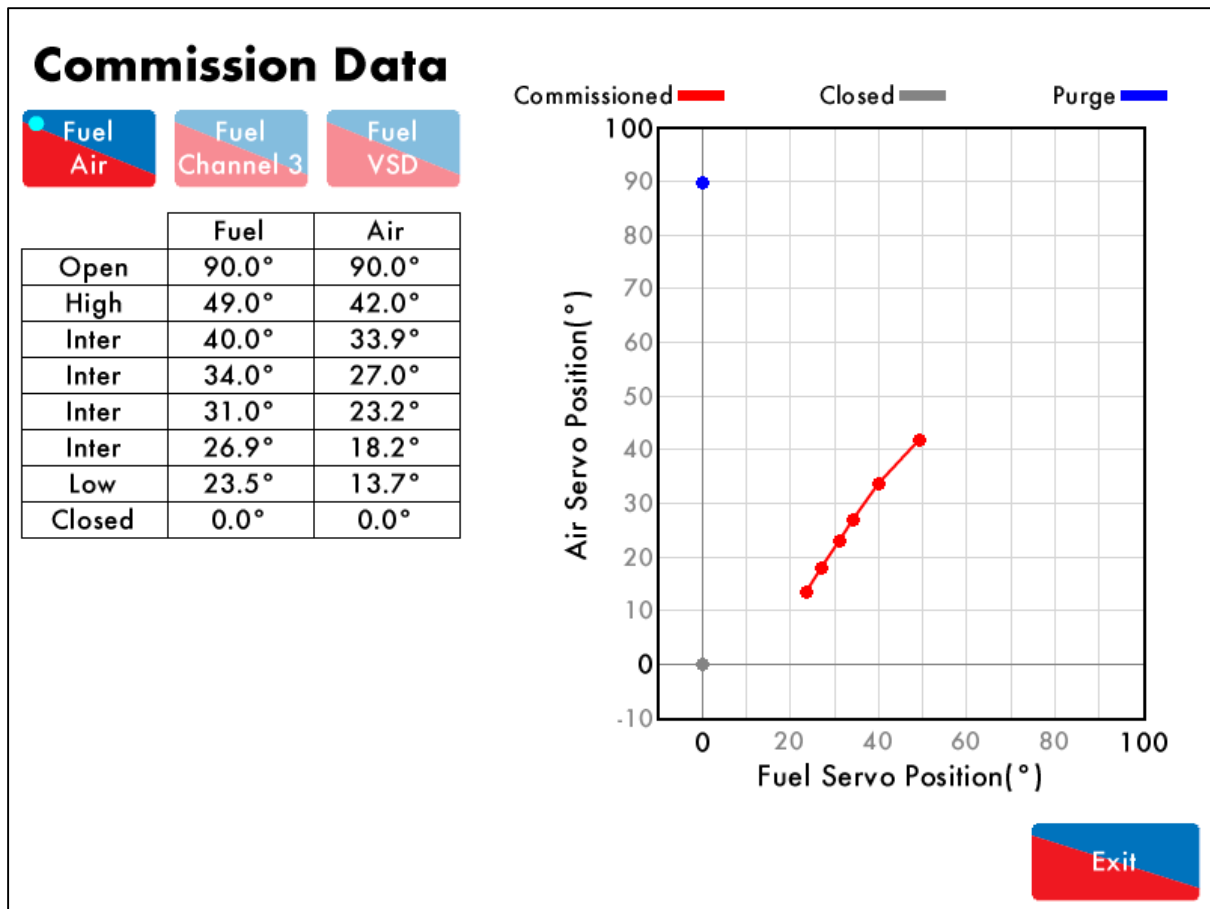 Commission Data
Fuel
Air
Fuel
Channel 3
Fuel
VSD
Fuel Air
Open 90.0° 90.0°
High 49.0° 42.0°
Inter 40.0° 33.9°
Inter 34.0° 27.0°
Inter 31.0° 23.2°
Inter 26.9° 18.2°
Low 23.5° 13.7°
Closed 0.0° 0.0°
Commissioned Closed Purge
100
90
80
70
60
50
40
30
20
10
0
-10
Air Servo Position(°)
0 20 40 60 80 100
Fuel Servo Position(°)
Exit